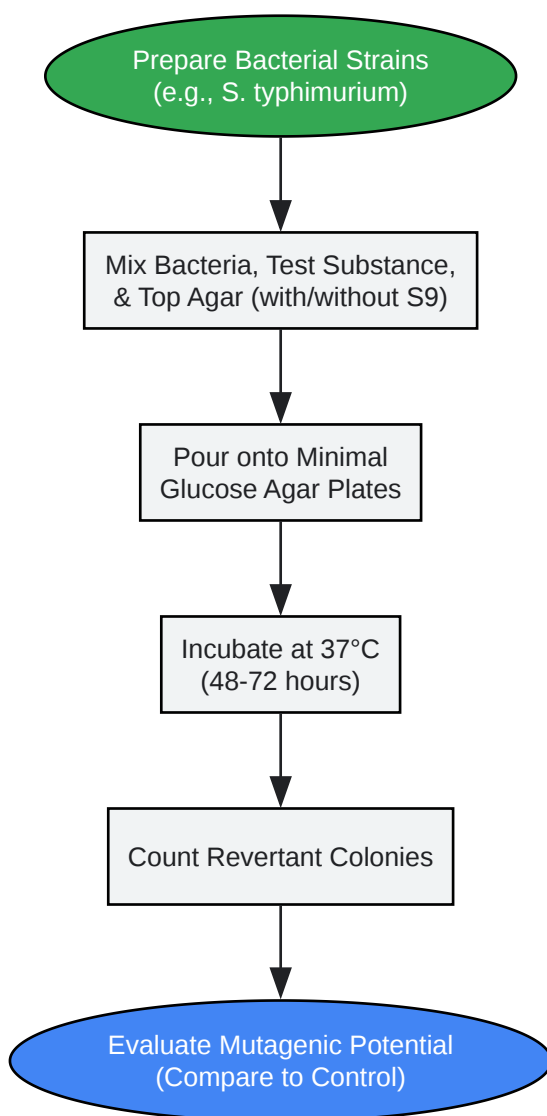 Prepare Bacterial Strains
(e.g., S. typhimurium)
Mix Bacteria, Test Substance,
& Top Agar (with/without S9)
Pour onto Minimal
Glucose Agar Plates
Incubate at 37°C
(48-72 hours)
Count Revertant Colonies
Evaluate Mutagenic Potential
(Compare to Control)